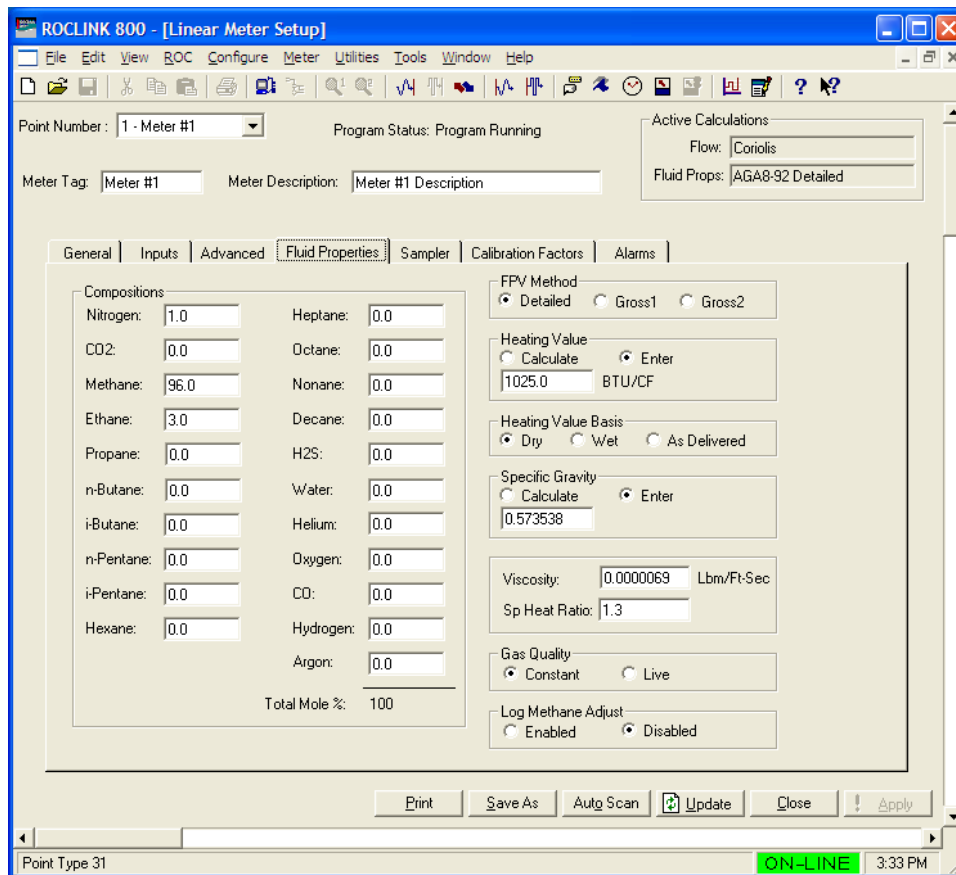 ROCLINK 800 - [Linear Meter Setup]
File Edit View ROC Configure Meter Utilities Tools Window Help
Point Number : 1 - Meter #1
Program Status: Program Running
Active Calculations
Flow: Coriolis
Fluid Props: AGA8-92 Detailed
Meter Tag: Meter #1 Meter Description: Meter #1 Description
General Inputs Advanced Fluid Properties Sampler Calibration Factors Alarms
Compositions
Nitrogen: 1.0 Heptane: 0.0
CO2: 0.0 Octane: 0.0
Methane: 96.0 Nonane: 0.0
Ethane: 3.0 Decane: 0.0
Propane: 0.0 H2S: 0.0
n-Butane: 0.0 Water: 0.0
i-Butane: 0.0 Helium: 0.0
n-Pentane: 0.0 Oxygen: 0.0
i-Pentane: 0.0 CO: 0.0
Hexane: 0.0 Hydrogen: 0.0
Argon: 0.0
Total Mole %: 100
FPV Method
Detailed Gross1 Gross2
Heating Value
Calculate Enter
1025.0 BTU/CF
Heating Value Basis
Dry Wet As Delivered
Specific Gravity
Calculate Enter
0.573538
Viscosity: 0.0000069 Lbm/Ft-Sec
Sp Heat Ratio: 1.3
Gas Quality
Constant Live
Log Methane Adjust
Enabled Disabled
Print Save As Auto Scan Update Close ! Apply
Point Type 31 ON-LINE 3:33 PM